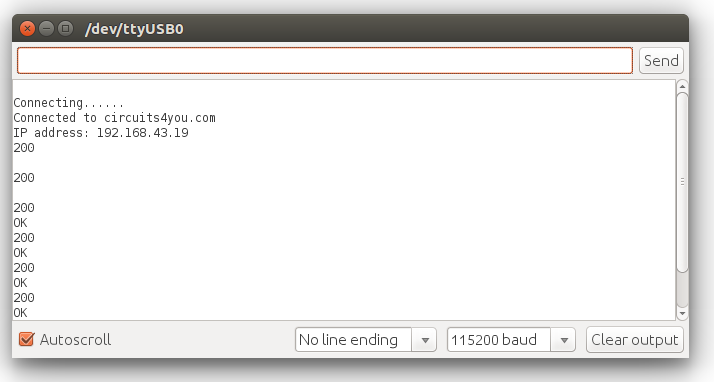 /dev/ttyUSB0
Send
Connecting......
Connected to circuits4you.com
IP address: 192.168.43.19
200
200
200
OK
200
OK
200
OK
200
OK
Autoscroll
No line ending
115200 baud
Clear output